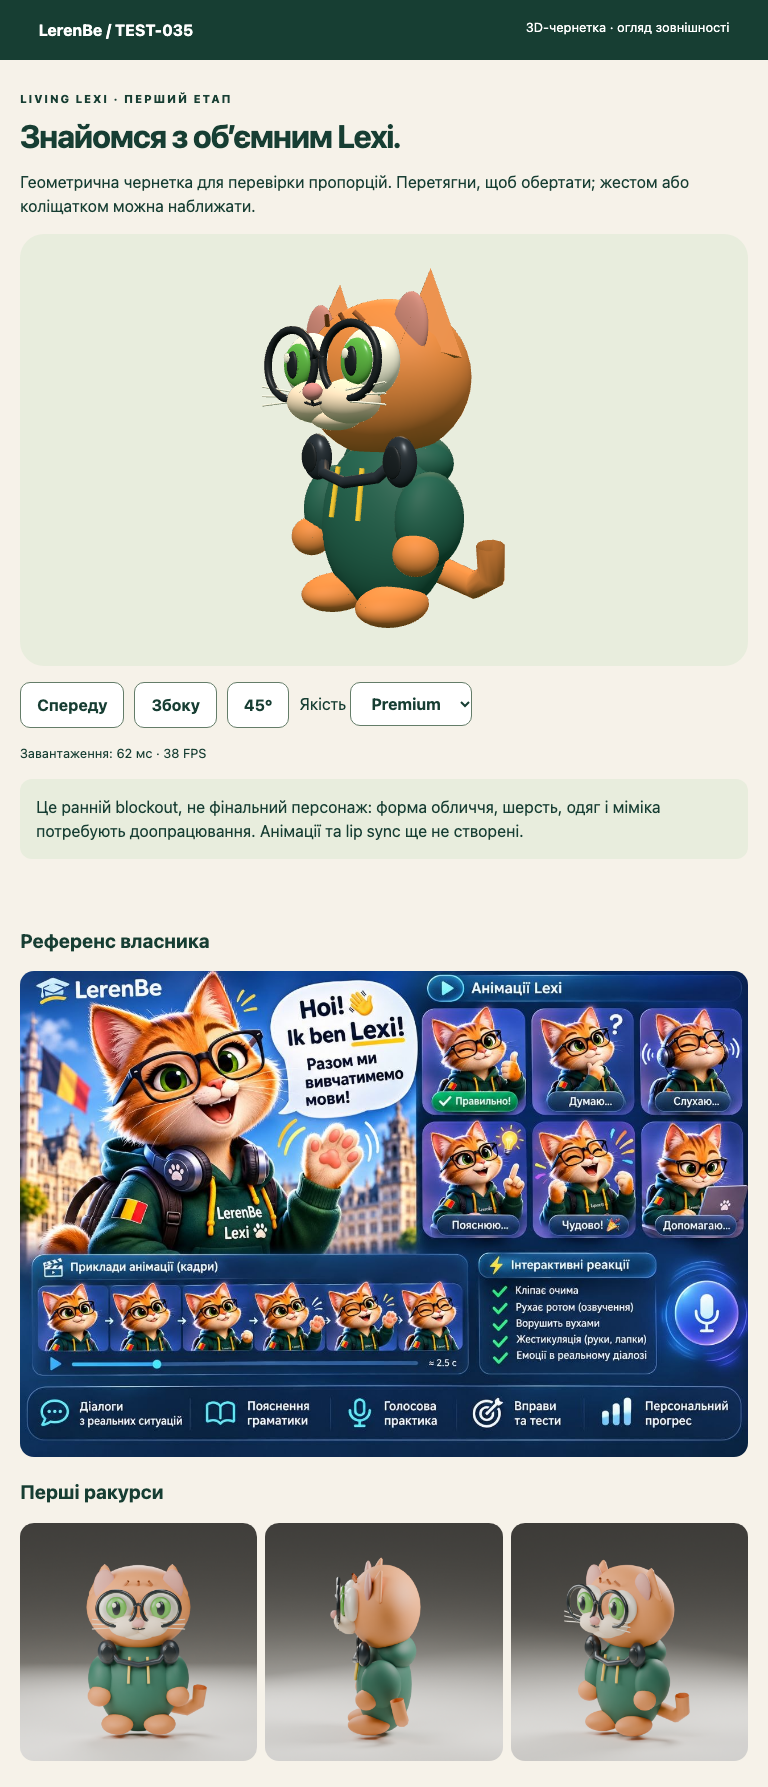 LerenBe / TEST-035
3D-чернетка · огляд зовнішності
LIVING LEXI · ПЕРШИЙ ЕТАП
Знайомся з об’ємним Lexi.
Геометрична чернетка для перевірки пропорцій. Перетягни, щоб обертати; жестом або
коліщатком можна наближати.
Спереду
Збоку
45°
Якість
Premium
Завантаження: 62 мс · 38 FPS
Це ранній blockout, не фінальний персонаж: форма обличчя, шерсть, одяг і міміка
потребують доопрацювання. Анімації та lip sync ще не створені.
Референс власника
LerenBe
Hoi! 👋
Ik ben Lexi!
Разом ми
вивчатимемо
мови!
LerenBe
Lexi
Анімації Lexi
?
Правильно!
Думаю...
Слухаю...
Пояснюю...
Чудово! 🎉
Допомагаю...
Приклади анімації (кадри)
≈ 2.5 с
Інтерактивні реакції
Кліпає очима
Рухає ротом (озвучення)
Ворушить вухами
Жестикуляція (руки, лапки)
Емоції в реальному діалозі
Діалоги
з реальних ситуацій
Пояснення
граматики
Голосова
практика
Вправи
та тести
Персональний
прогрес
Перші ракурси